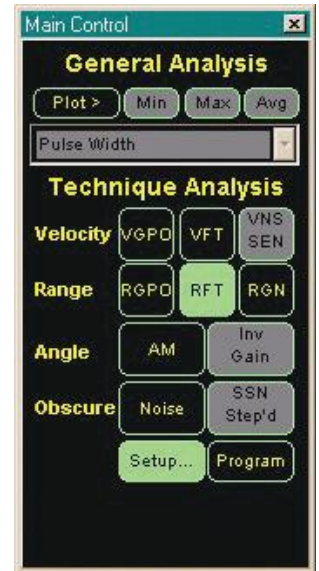 Main Control
General Analysis
Plot > Min Max Avg
Pulse Width
Technique Analysis
Velocity VGPO VFT VNS SEN
Range RGPO RFT RGN
Angle AM Inv Gain
Obscure Noise SSN Step'd
Setup... Program